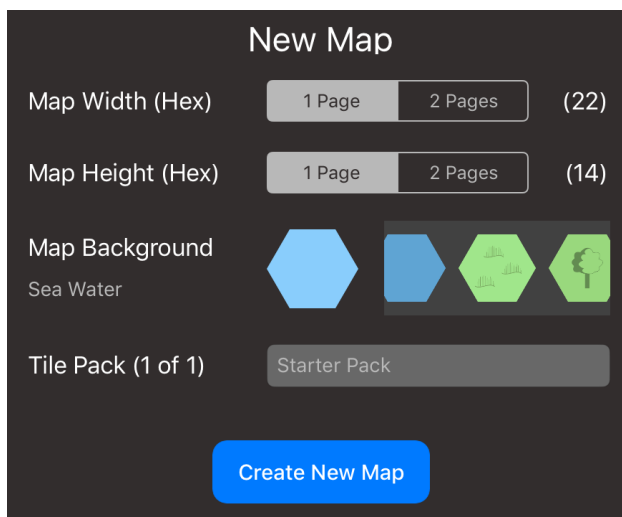 New Map
Map Width (Hex) 1 Page 2 Pages (22)
Map Height (Hex) 1 Page 2 Pages (14)
Map Background
Sea Water
Tile Pack (1 of 1) Starter Pack
Create New Map